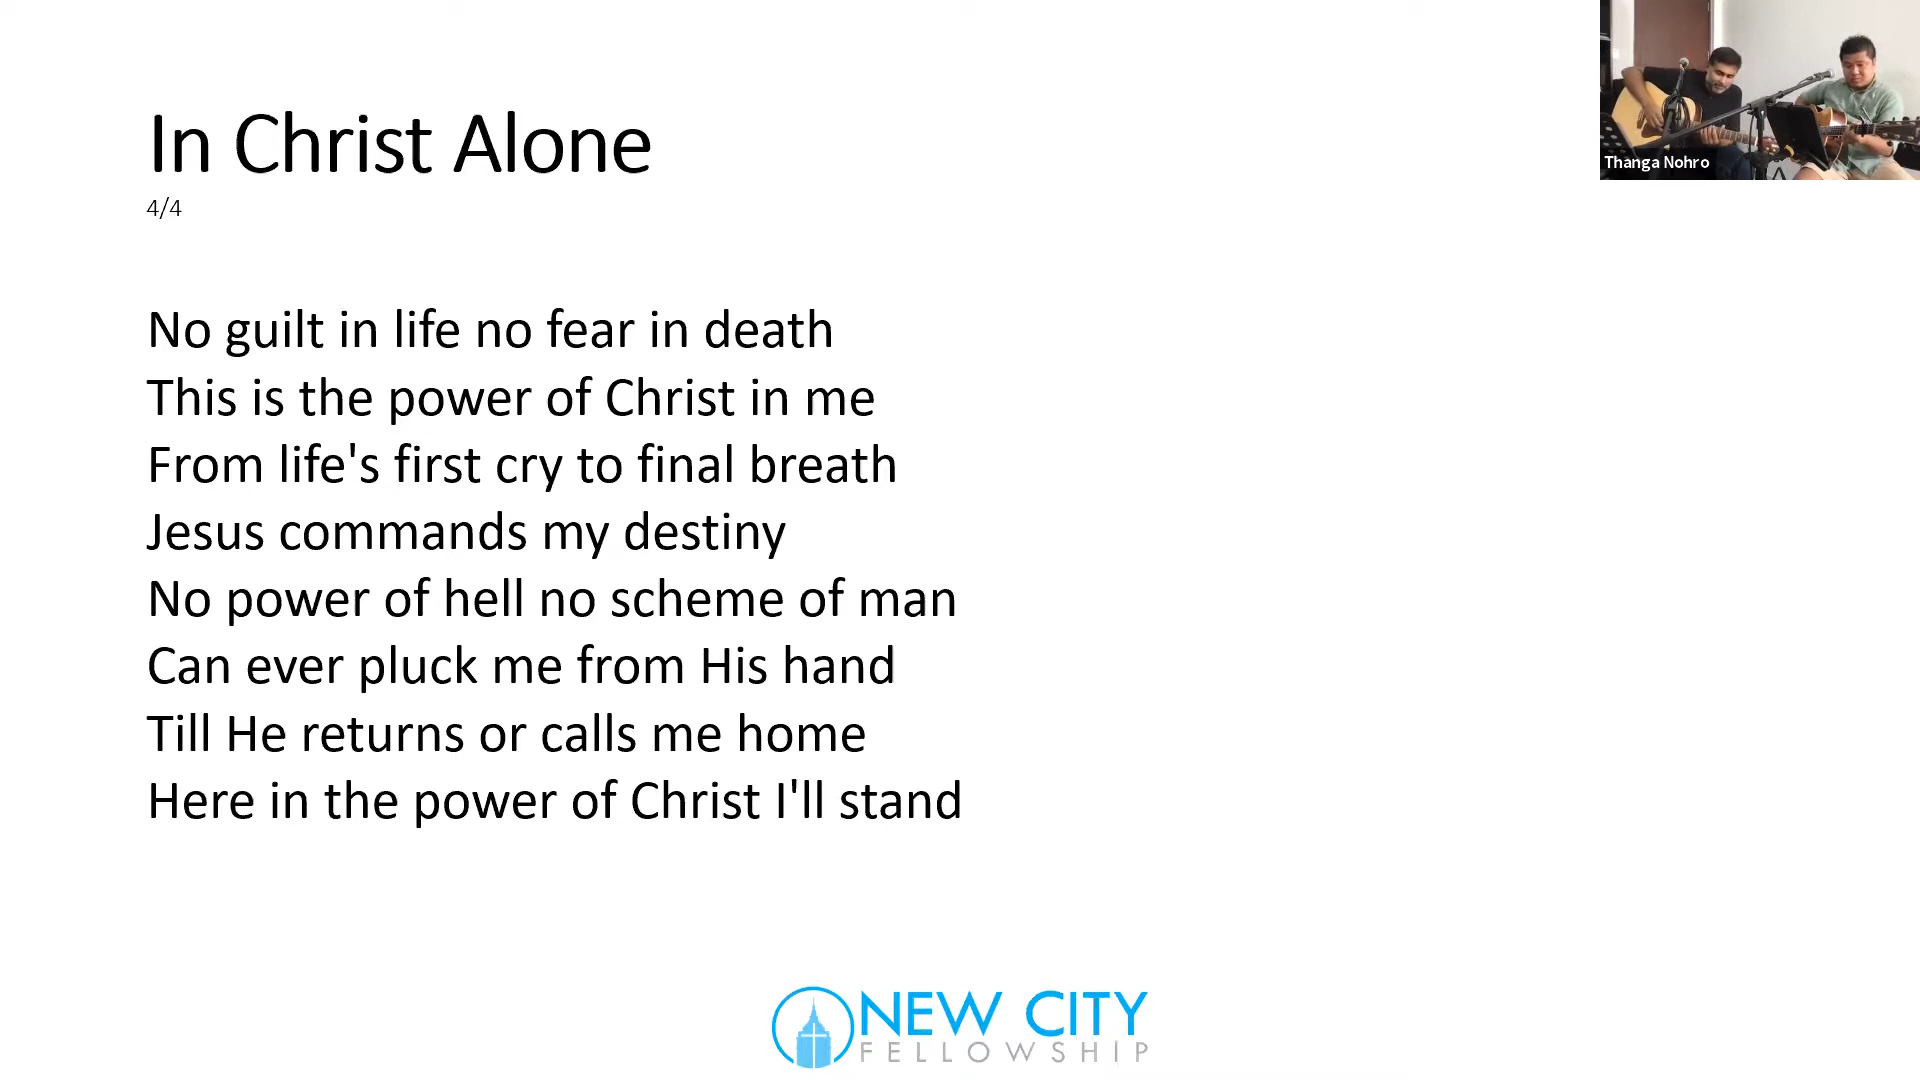 In Christ Alone
4/4
No guilt in life no fear in death
This is the power of Christ in me
From life's first cry to final breath
Jesus commands my destiny
No power of hell no scheme of man
Can ever pluck me from His hand
Till He returns or calls me home
Here in the power of Christ I'll stand
Thanga Nohro
NEW CITY
FELLOWSHIP